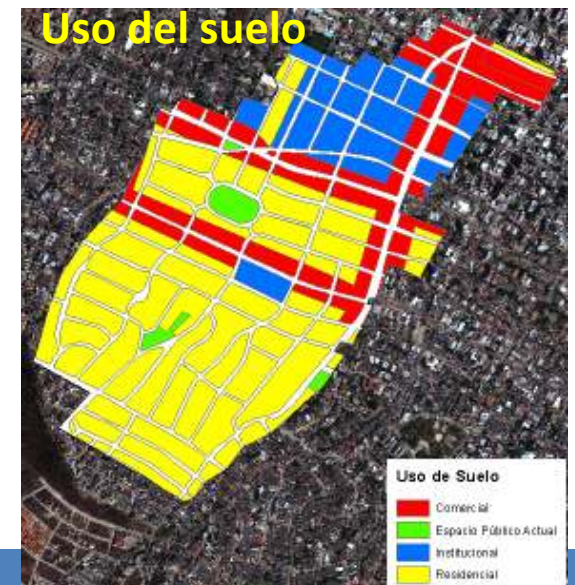 Uso del suelo
Uso de Suelo
Comercial
Espacio Público Actual
Institucional
Residencial